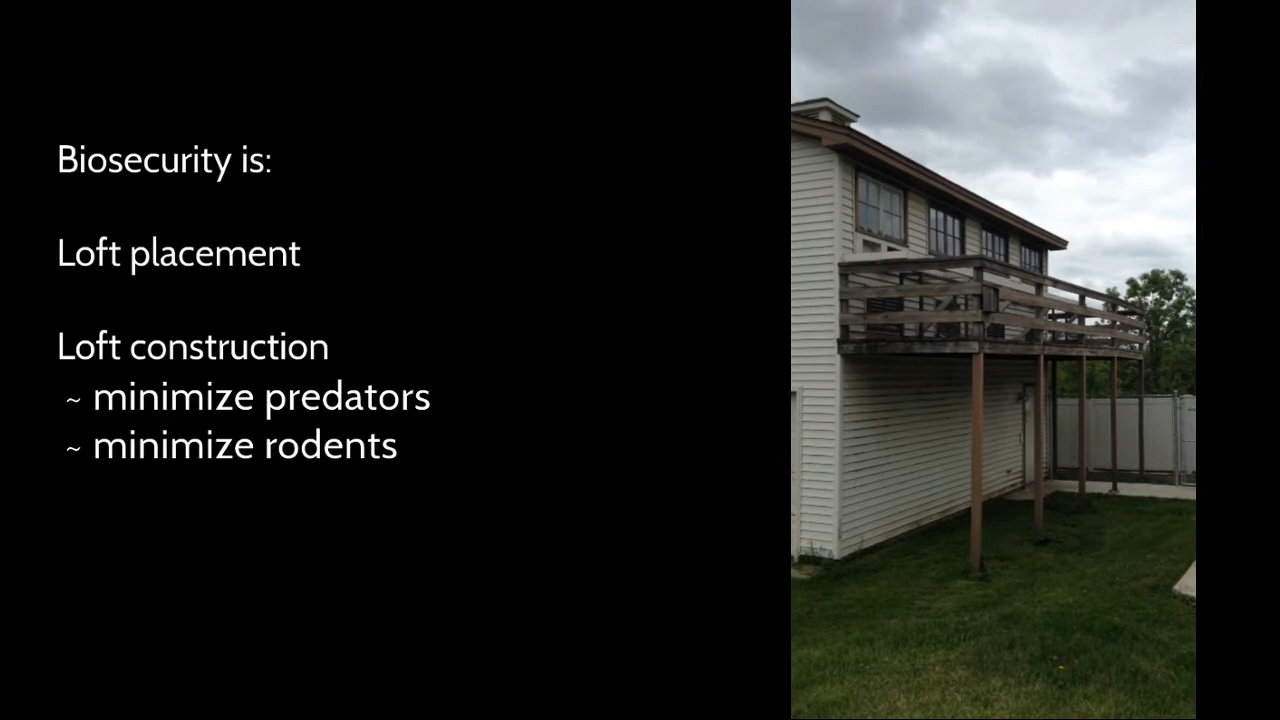 Biosecurity is:
Loft placement
Loft construction
~ minimize predators
~ minimize rodents